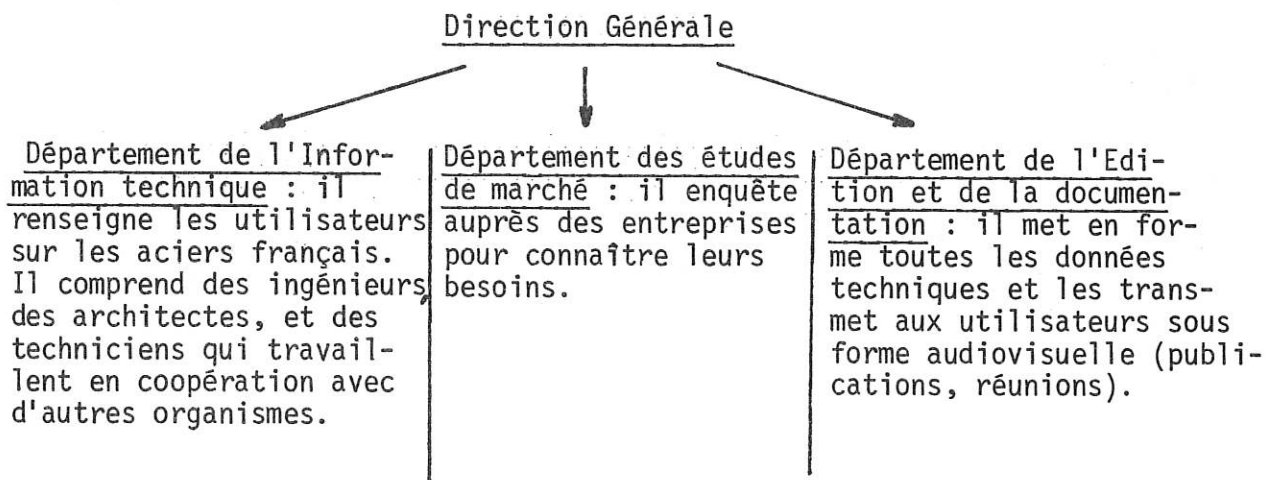 Direction Générale
Département de l'Infor-
mation technique : il
renseigne les utilisateurs
sur les aciers français.
Il comprend des ingénieurs,
des architectes, et des
techniciens qui travail-
lent en coopération avec
d'autres organismes.
Département des études
de marché : il enquête
auprès des entreprises
pour connaître leurs
besoins.
Département de l'Edi-
tion et de la documen-
tation : il met en for-
me toutes les données
techniques et les trans-
met aux utilisateurs sous
forme audiovisuelle (publi-
cations, réunions).